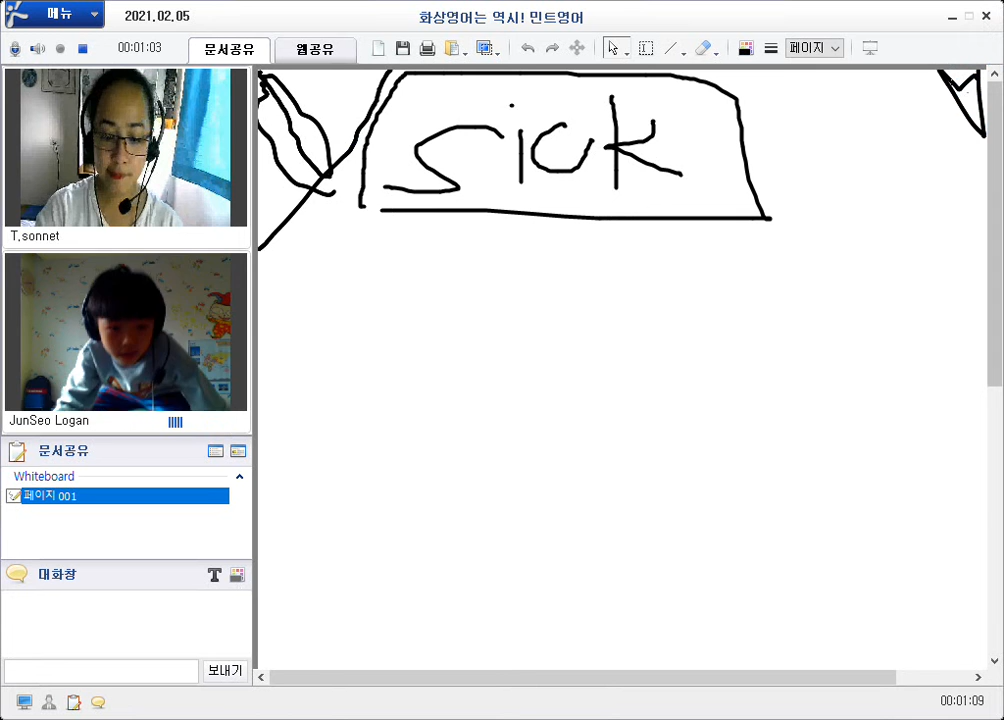 메뉴
2021.02.05
화상영어는 역시! 민트영어
00:01:03
문서공유
웹공유
페이지
T.sonnet
JunSeo Logan
문서공유
Whiteboard
페이지 001
대화창
T
보내기
sick
00:01:09